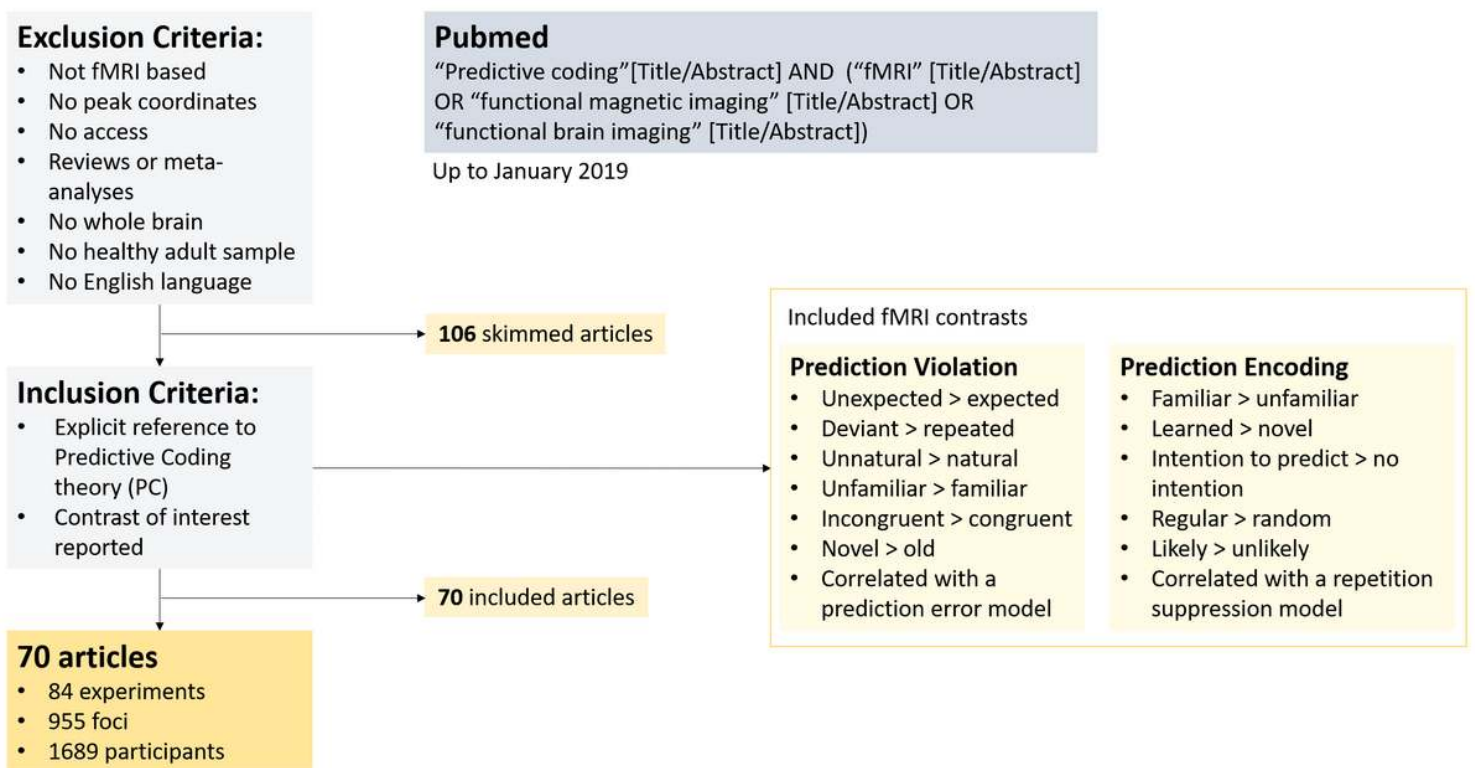 Exclusion Criteria:
• Not fMRI based
• No peak coordinates
• No access
• Reviews or meta-
analyses
• No whole brain
• No healthy adult sample
• No English language
Pubmed
“Predictive coding”[Title/Abstract] AND (“fMRI” [Title/Abstract]
OR “functional magnetic imaging” [Title/Abstract] OR
“functional brain imaging” [Title/Abstract])
Up to January 2019
106 skimmed articles
Inclusion Criteria:
• Explicit reference to
Predictive Coding
theory (PC)
• Contrast of interest
reported
Included fMRI contrasts
Prediction Violation
• Unexpected > expected
• Deviant > repeated
• Unnatural > natural
• Unfamiliar > familiar
• Incongruent > congruent
• Novel > old
• Correlated with a
prediction error model
Prediction Encoding
• Familiar > unfamiliar
• Learned > novel
• Intention to predict > no
intention
• Regular > random
• Likely > unlikely
• Correlated with a repetition
suppression model
70 included articles
70 articles
• 84 experiments
• 955 foci
• 1689 participants